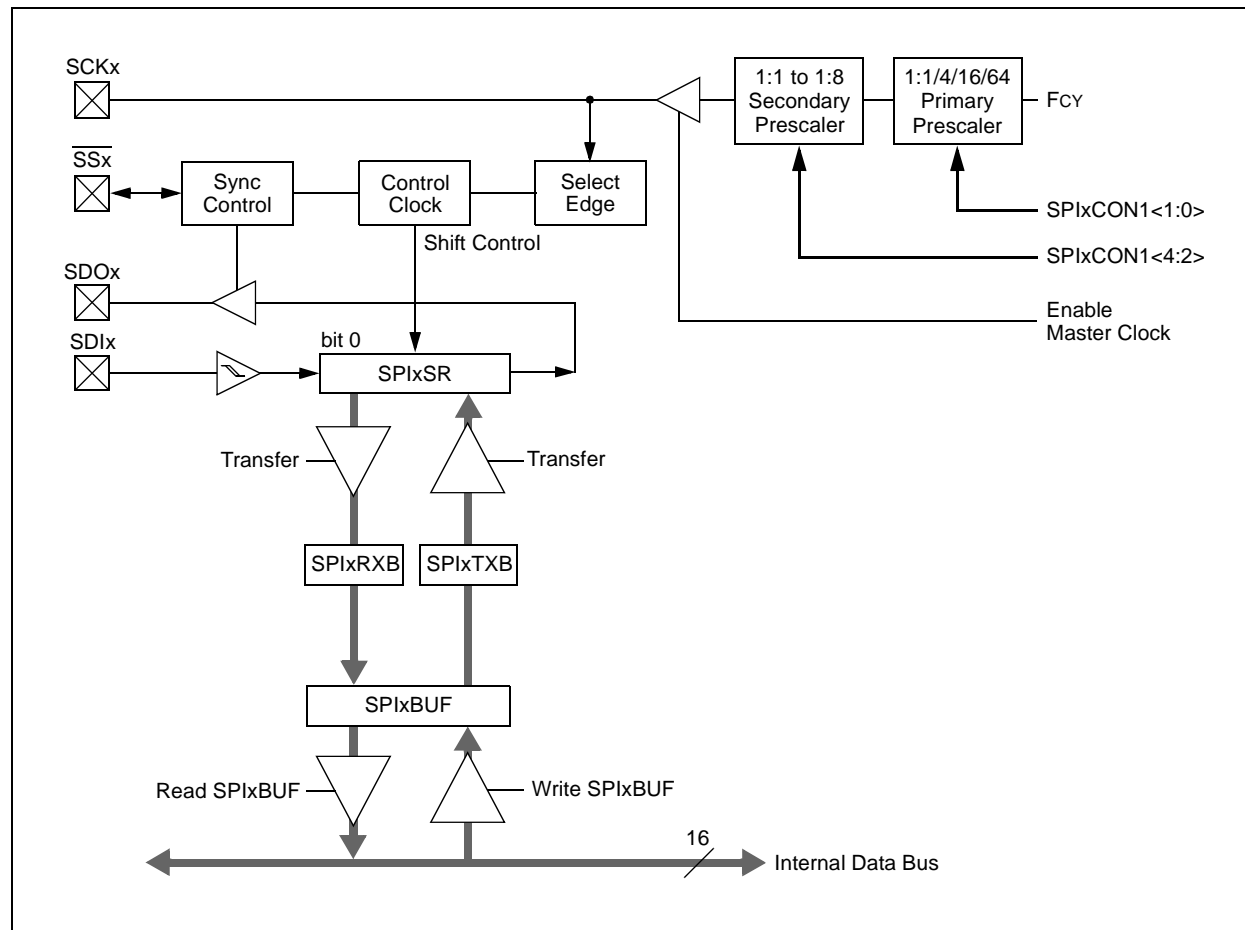 SCKx
1:1 to 1:8
Secondary
Prescaler
1:1/4/16/64
Primary
Prescaler
FCY
SSx
Sync
Control
Control
Clock
Select
Edge
SPIxCON1<1:0>
Shift Control
SPIxCON1<4:2>
SDOx
Enable
Master Clock
SDIx
bit 0
SPIxSR
Transfer
Transfer
SPIxRXB
SPIxTXB
SPIxBUF
Read SPIxBUF
Write SPIxBUF
16
Internal Data Bus